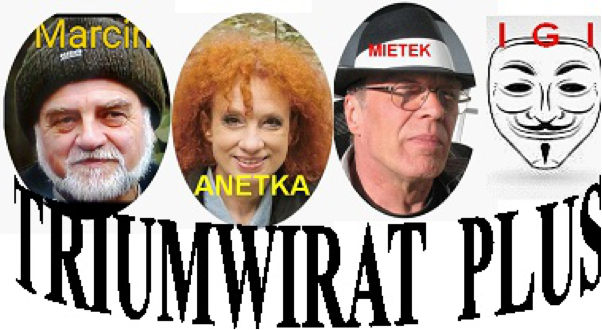 Marcin
ANETKA
MIETEK
I G I
TRIUMWIRAT PLUS